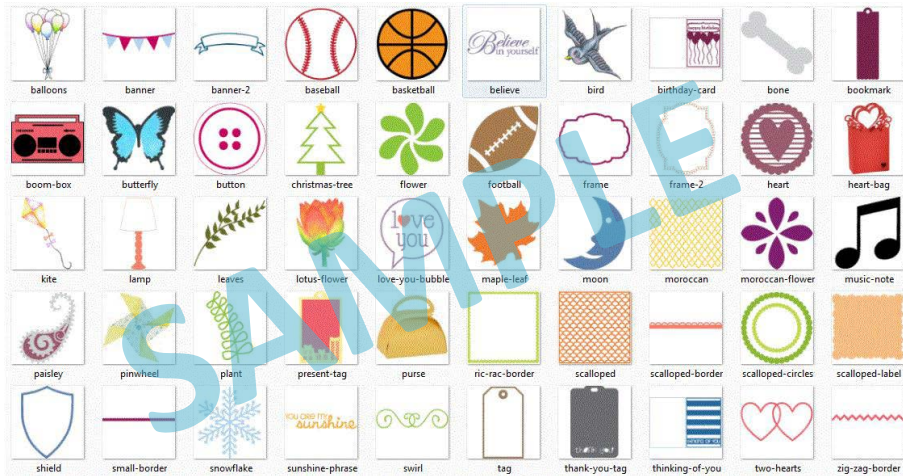 Believe
in yourself
happy birthday
balloons banner banner-2 baseball basketball believe bird birthday-card bone bookmark
boom-box butterfly button christmas-tree flower football frame frame-2 heart heart-bag
love
you
kite lamp leaves lotus-flower love-you-bubble maple-leaf moon moroccan moroccan-flower music-note
paisley pinwheel plant present-tag purse ric-rac-border scalloped scalloped-border scalloped-circles scalloped-label
YOU ARE MY
sunshine
thank you
shield small-border snowflake sunshine-phrase swirl tag thank-you-tag thinking-of-you two-hearts zig-zag-border
SAMPLE